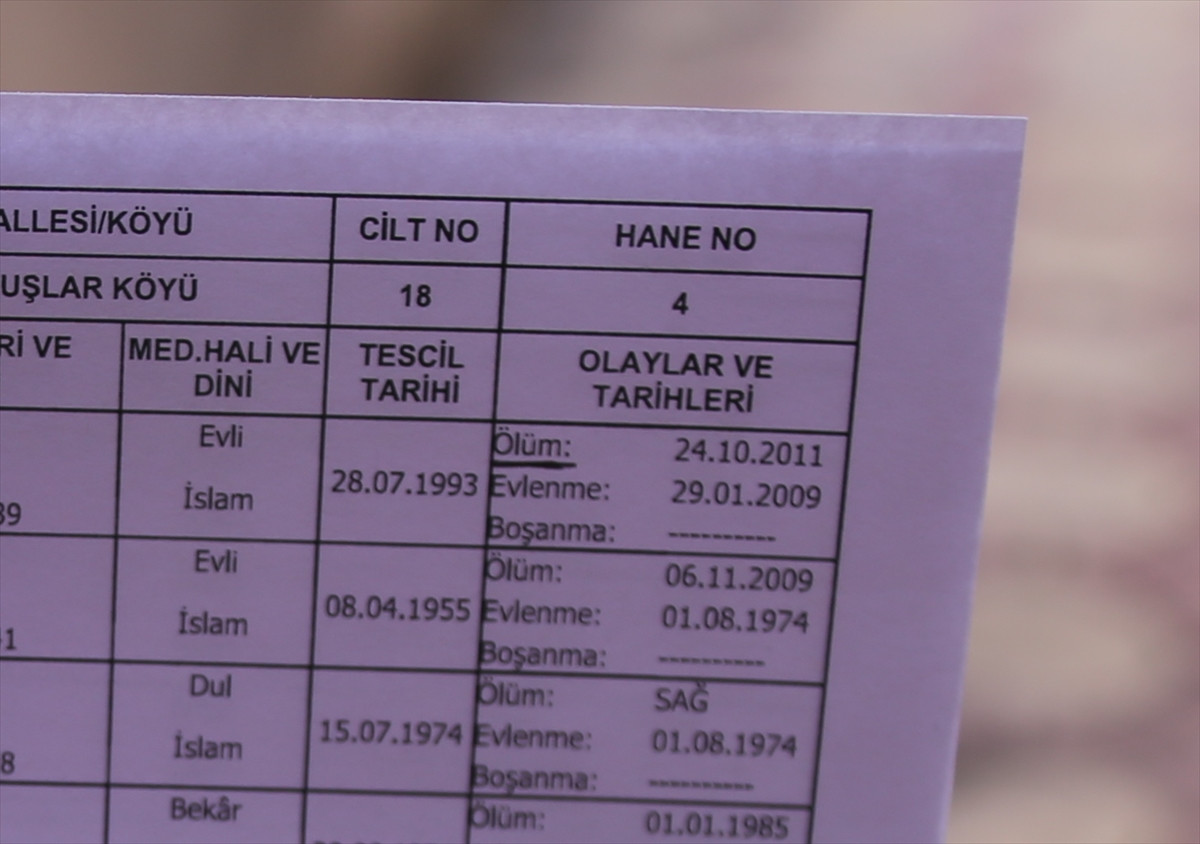 ALLESİ/KÖYÜ CİLT NO HANE NO
UŞLAR KÖYÜ 18 4
Rİ VE MED.HALİ VE DİNİ TESCİL TARİHİ OLAYLAR VE TARİHLERİ
Evli Ölüm: 24.10.2011
28.07.1993 Evlenme: 29.01.2009
39 İslam
Boşanma: ----------
Evli Ölüm: 06.11.2009
08.04.1955 Evlenme: 01.08.1974
1 İslam
Boşanma: ----------
Dul Ölüm: SAĞ
15.07.1974 Evlenme: 01.08.1974
8 İslam
Boşanma: ----------
Bekâr Ölüm: 01.01.1985